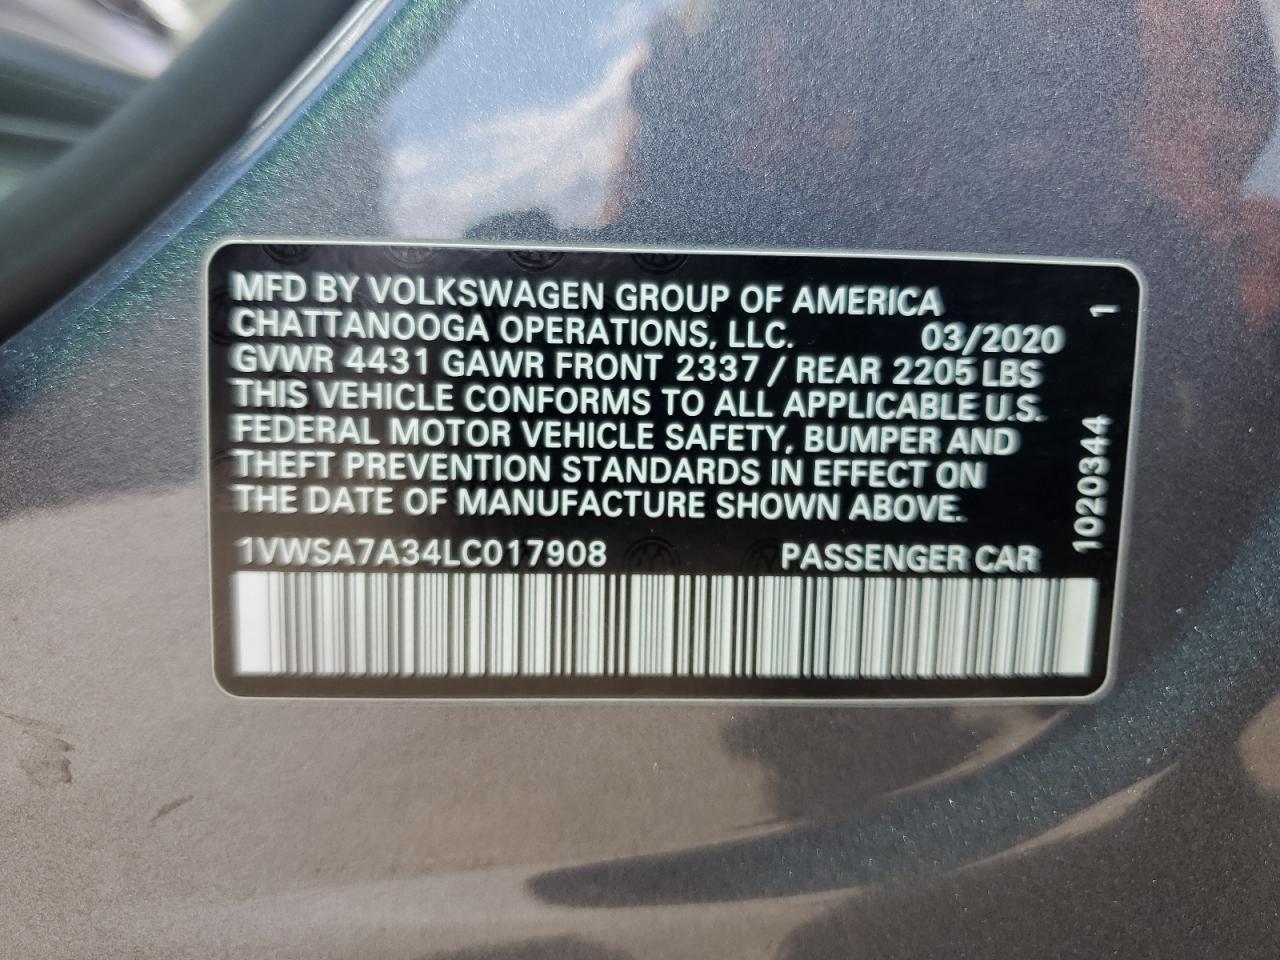 MFD BY VOLKSWAGEN GROUP OF AMERICA
CHATTANOOGA OPERATIONS, LLC. 03/2020
GVWR 4431 GAWR FRONT 2337 / REAR 2205 LBS
THIS VEHICLE CONFORMS TO ALL APPLICABLE U.S.
FEDERAL MOTOR VEHICLE SAFETY, BUMPER AND
THEFT PREVENTION STANDARDS IN EFFECT ON
THE DATE OF MANUFACTURE SHOWN ABOVE.
1VWSA7A34LC017908 PASSENGER CAR
1020344 1